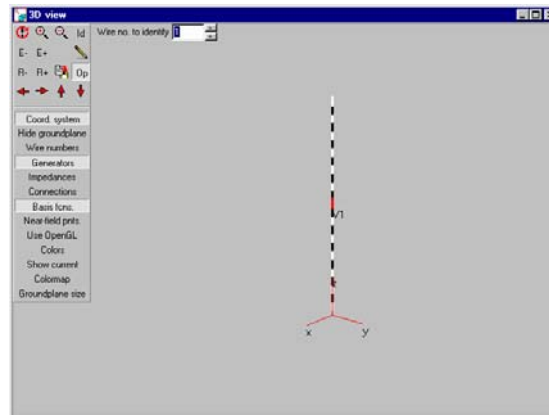 3D view
Id Wire no. to identify 1
E- E+
R- R+ Op
Coord. system
Hide groundplane
Wire numbers
Generators
Impedances
Connections
Basis fcns.
Near-field pnts.
Use OpenGL
Colors
Show current
Colormap
Groundplane size
V1
x y